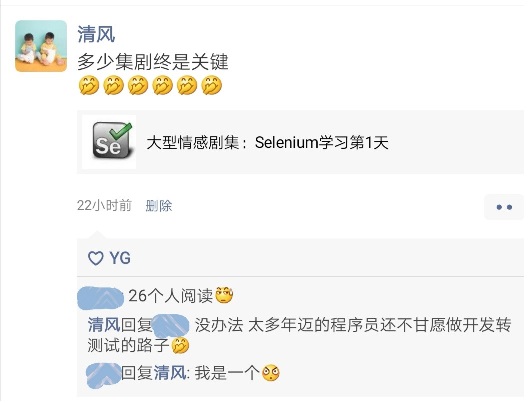 清风
多少集剧终是关键
Se
大型情感剧集：Selenium学习第1天
22小时前 删除
YG
26个人阅读
清风回复 没办法 太多年迈的程序员还不甘愿做开发转
测试的路子
回复清风: 我是一个